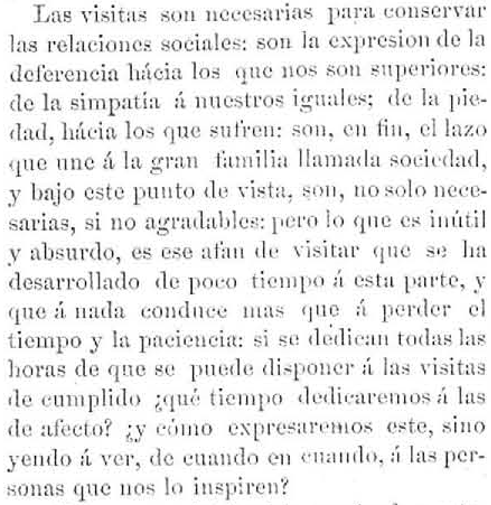 Las visitas son necesarias para conservar
las relaciones sociales: son la expresion de la
deferencia hácia los que nos son superiores:
de la simpatía á nuestros iguales; de la pie-
dad, hácia los que sufren: son, en fin, el lazo
que une á la gran familia llamada sociedad,
y bajo este punto de vista, son, no solo nece-
sarias, si no agradables: pero lo que es inútil
y absurdo, es ese afan de visitar que se ha
desarrollado de poco tiempo á esta parte, y
que á nada conduce mas que á perder el
tiempo y la paciencia: si se dedican todas las
horas de que se puede disponer á las visitas
de cumplido ¿qué tiempo dedicaremos á las
de afecto? ¿y cómo expresaremos este, sino
yendo á ver, de cuando en cuando, á las per-
sonas que nos lo inspiren?